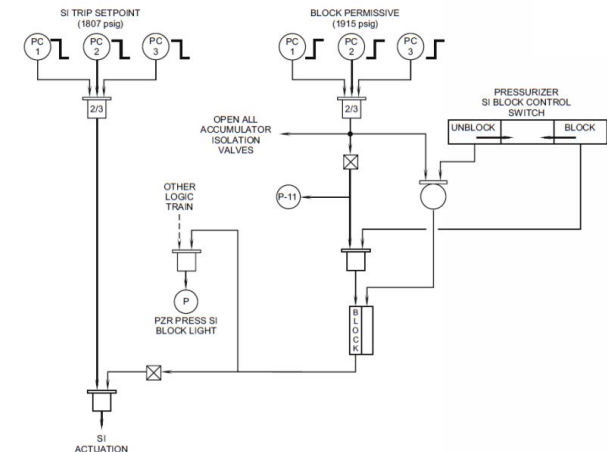 SI TRIP SETPOINT
(1807 psig)
BLOCK PERMISSIVE
(1915 psig)
PC
1
PC
2
PC
3
PC
1
PC
2
PC
3
2/3
2/3
PRESSURIZER
SI BLOCK CONTROL
SWITCH
UNBLOCK
BLOCK
OPEN ALL
ACCUMULATOR
ISOLATION
VALVES
OTHER
LOGIC
TRAIN
P-11
P
PZR PRESS SI
BLOCK LIGHT
BLOCK
SI
ACTUATION